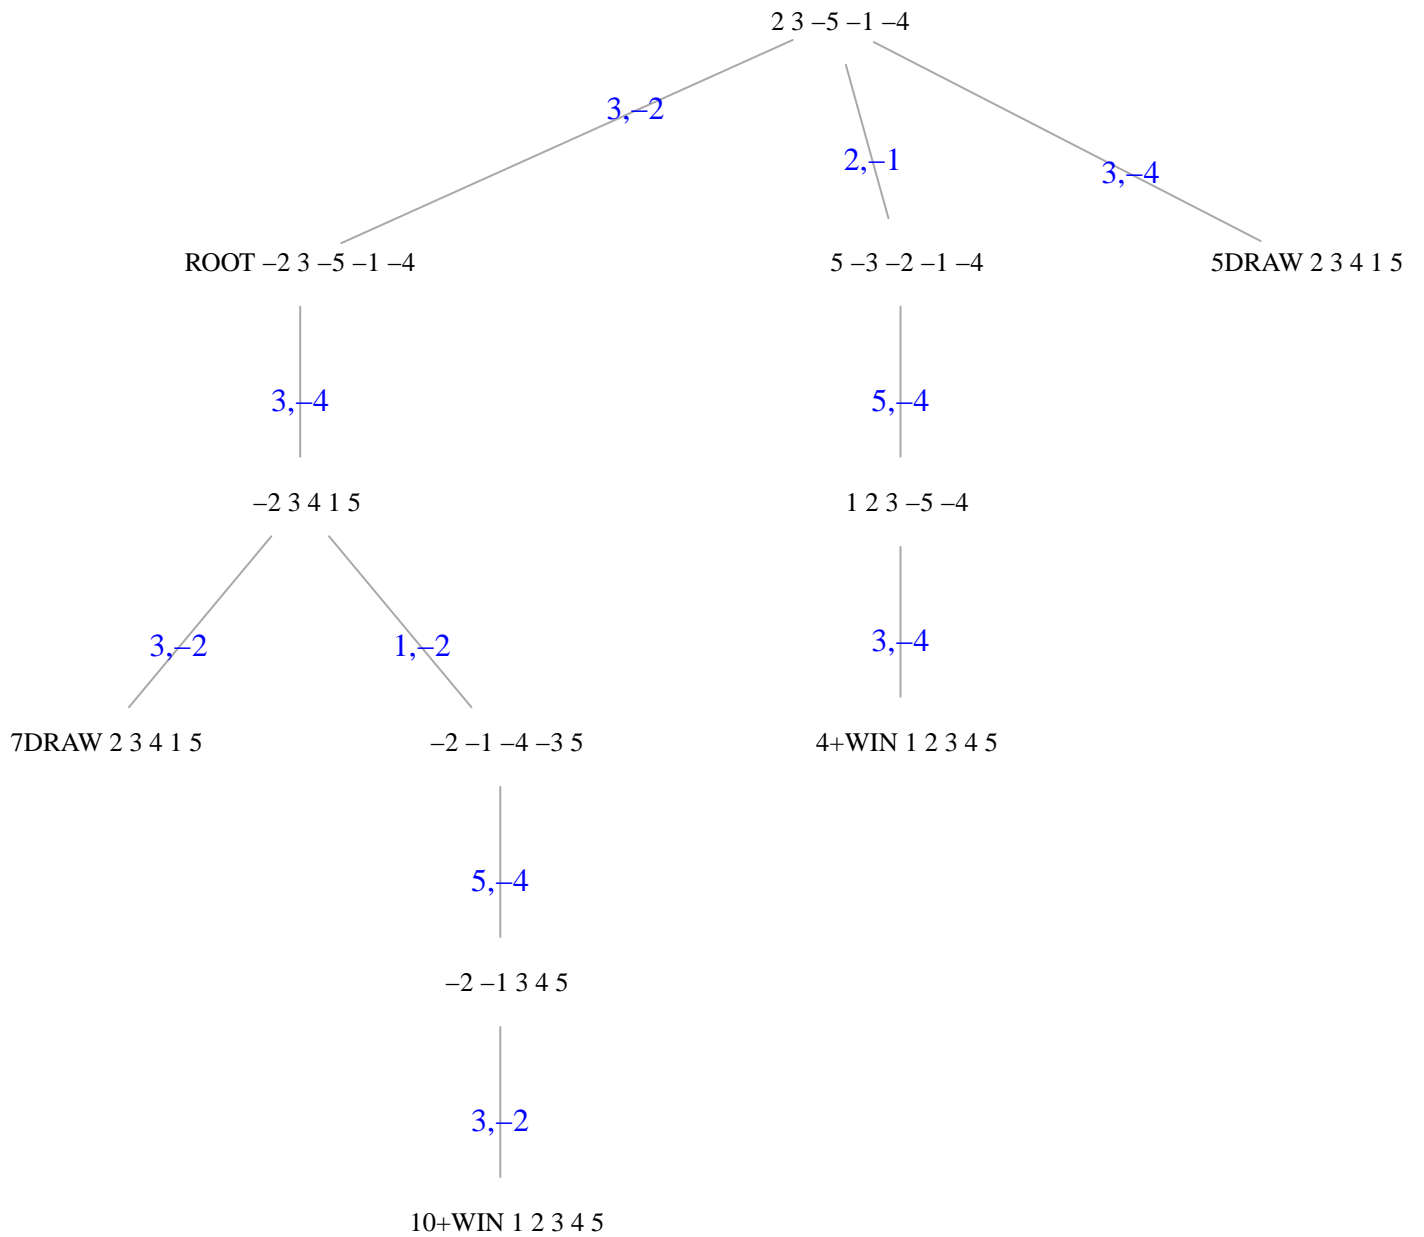 2 3 –5 –1 –4
3,–2
2,–1
3,–4
ROOT –2 3 –5 –1 –4
5 –3 –2 –1 –4
5DRAW 2 3 4 1 5
3,–4
5,–4
–2 3 4 1 5
1 2 3 –5 –4
3,–2
1,–2
3,–4
7DRAW 2 3 4 1 5
–2 –1 –4 –3 5
4+WIN 1 2 3 4 5
5,–4
–2 –1 3 4 5
3,–2
10+WIN 1 2 3 4 5